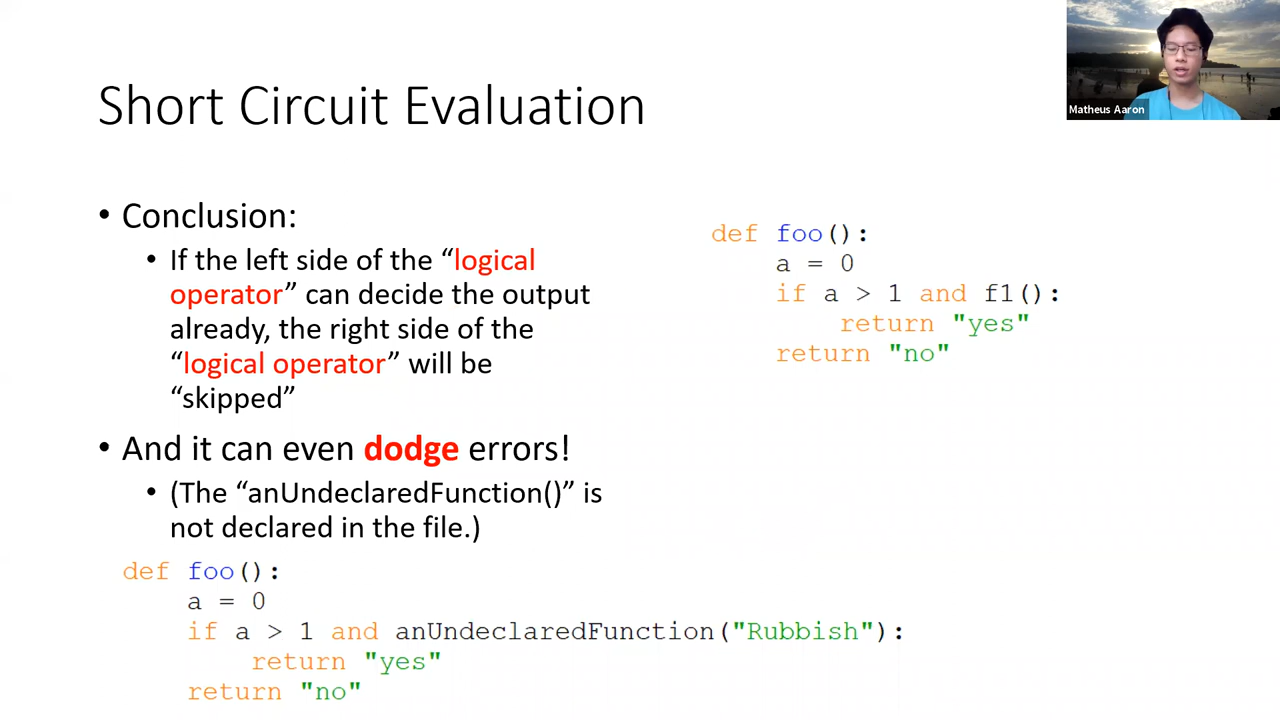 Matheus Aaron
Short Circuit Evaluation
• Conclusion:
• If the left side of the “logical
operator” can decide the output
already, the right side of the
“logical operator” will be
“skipped”
• And it can even dodge errors!
• (The “anUndeclaredFunction()” is
not declared in the file.)
def foo():
    a = 0
    if a > 1 and anUndeclaredFunction("Rubbish"):
        return "yes"
    return "no"
def foo():
    a = 0
    if a > 1 and f1():
        return "yes"
    return "no"